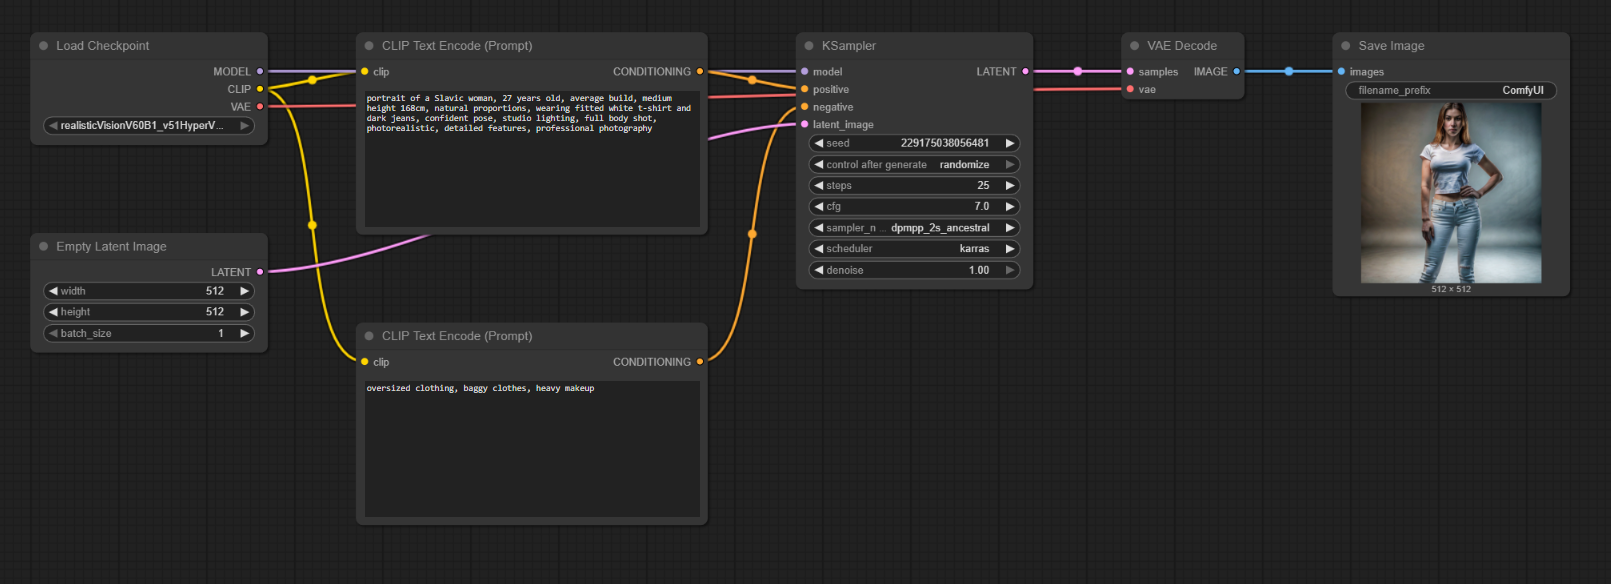 Load Checkpoint
MODEL
CLIP
VAE
realisticVisionV60B1_v51HyperV...
Empty Latent Image
LATENT
width 512
height 512
batch_size 1
CLIP Text Encode (Prompt)
clip CONDITIONING
portrait of a Slavic woman, 27 years old, average build, medium
height 168cm, natural proportions, wearing fitted white t-shirt and
dark jeans, confident pose, studio lighting, full body shot,
photorealistic, detailed features, professional photography
CLIP Text Encode (Prompt)
clip CONDITIONING
oversized clothing, baggy clothes, heavy makeup
KSampler
model LATENT
positive
negative
latent_image
seed 229175038056481
control after generate randomize
steps 25
cfg 7.0
sampler_n ... dpmpp_2s_ancestral
scheduler karras
denoise 1.00
VAE Decode
samples IMAGE
vae
Save Image
images
filename_prefix ComfyUI
512 × 512